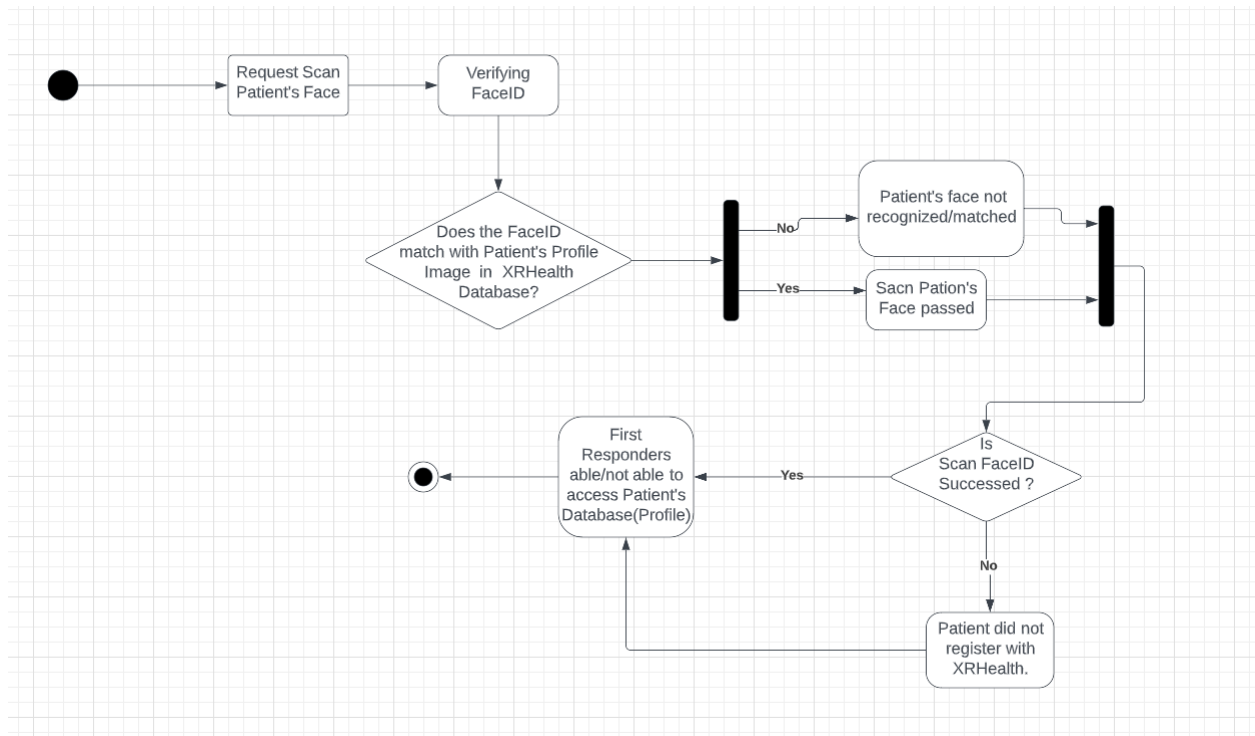 Request Scan
Patient's Face
Verifying
FaceID
Does the FaceID
match with Patient's Profile
Image in XRHealth
Database?
No
Patient's face not
recognized/matched
Yes
Sacn Pation's
Face passed
Is
Scan FaceID
Successed ?
Yes
First
Responders
able/not able to
access Patient's
Database(Profile)
No
Patient did not
register with
XRHealth.